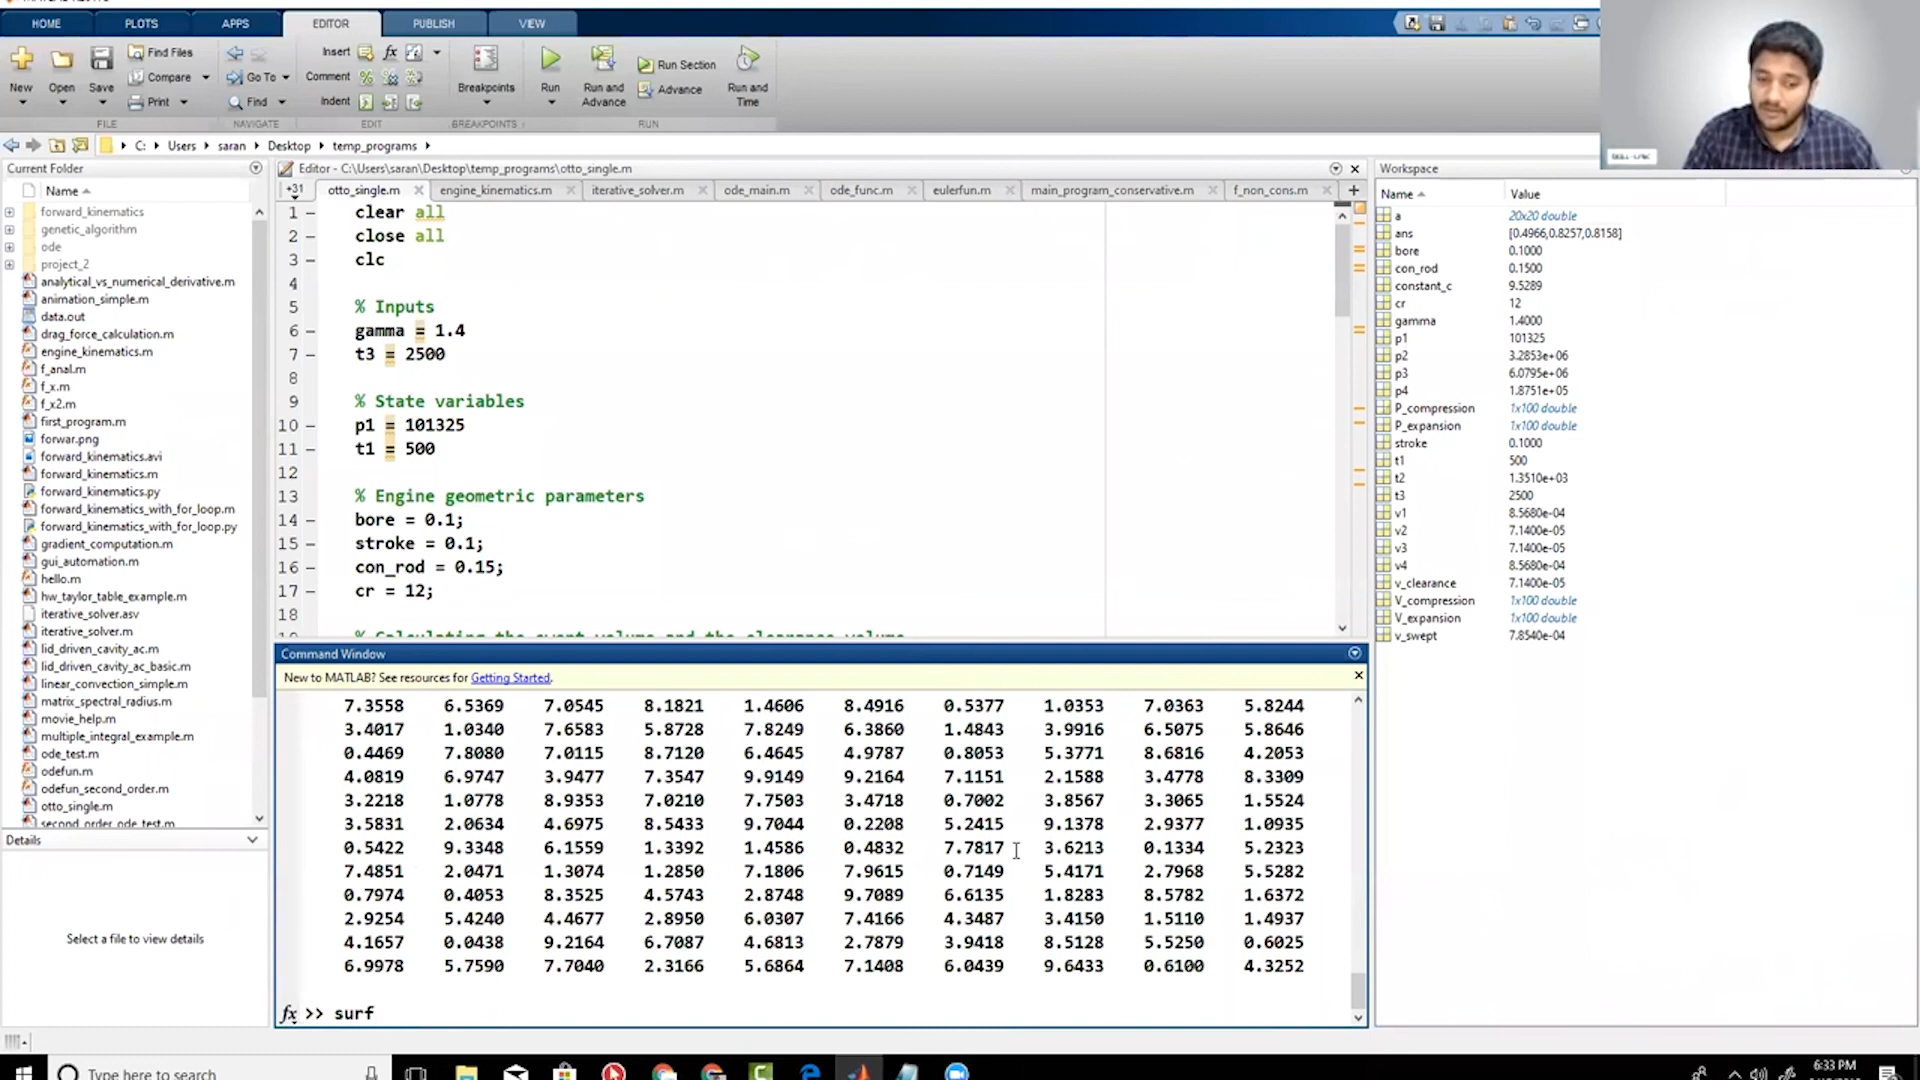 HOME PLOTS APPS EDITOR PUBLISH VIEW
New Open Save
Find Files
Compare
Print
FILE
Go To
Find
NAVIGATE
Insert fx
Comment
Indent
EDIT
Breakpoints
BREAKPOINTS
Run
Run and Advance
Run Section
Advance
Run and Time
RUN
C: Users saran Desktop temp_programs
Current Folder
Name
forward_kinematics
genetic_algorithm
ode
project_2
analytical_vs_numerical_derivative.m
animation_simple.m
data.out
drag_force_calculation.m
engine_kinematics.m
f_anal.m
f_x.m
f_x2.m
first_program.m
forwar.png
forward_kinematics.avi
forward_kinematics.m
forward_kinematics.py
forward_kinematics_with_for_loop.m
forward_kinematics_with_for_loop.py
gradient_computation.m
gui_automation.m
hello.m
hw_taylor_table_example.m
iterative_solver.asv
iterative_solver.m
lid_driven_cavity_ac.m
lid_driven_cavity_ac_basic.m
linear_convection_simple.m
matrix_spectral_radius.m
movie_help.m
multiple_integral_example.m
ode_test.m
odefun.m
odefun_second_order.m
otto_single.m
second_order_ode_test.m
Details
Select a file to view details
Editor - C:\Users\saran\Desktop\temp_programs\otto_single.m
+31 otto_single.m engine_kinematics.m iterative_solver.m ode_main.m ode_func.m eulerfun.m main_program_conservative.m f_non_cons.m
1 – clear all
2 – close all
3 – clc
4
5 % Inputs
6 – gamma = 1.4
7 – t3 = 2500
8
9 % State variables
10 – p1 = 101325
11 – t1 = 500
12
13 % Engine geometric parameters
14 – bore = 0.1;
15 – stroke = 0.1;
16 – con_rod = 0.15;
17 – cr = 12;
18
% Calculating the swept volume and the clearance volume
Command Window
New to MATLAB? See resources for Getting Started.
7.3558 6.5369 7.0545 8.1821 1.4606 8.4916 0.5377 1.0353 7.0363 5.8244
3.4017 1.0340 7.6583 5.8728 7.8249 6.3860 1.4843 3.9916 6.5075 5.8646
0.4469 7.8080 7.0115 8.7120 6.4645 4.9787 0.8053 5.3771 8.6816 4.2053
4.0819 6.9747 3.9477 7.3547 9.9149 9.2164 7.1151 2.1588 3.4778 8.3309
3.2218 1.0778 8.9353 7.0210 7.7503 3.4718 0.7002 3.8567 3.3065 1.5524
3.5831 2.0634 4.6975 8.5433 9.7044 0.2208 5.2415 9.1378 2.9377 1.0935
0.5422 9.3348 6.1559 1.3392 1.4586 0.4832 7.7817 3.6213 0.1334 5.2323
7.4851 2.0471 1.3074 1.2850 7.1806 7.9615 0.7149 5.4171 2.7968 5.5282
0.7974 0.4053 8.3525 4.5743 2.8748 9.7089 6.6135 1.8283 8.5782 1.6372
2.9254 5.4240 4.4677 2.8950 6.0307 7.4166 4.3487 3.4150 1.5110 1.4937
4.1657 0.0438 9.2164 6.7087 4.6813 2.7879 3.9418 8.5128 5.5250 0.6025
6.9978 5.7590 7.7040 2.3166 5.6864 7.1408 6.0439 9.6433 0.6100 4.3252
fx >> surf
Workspace
Name Value
a 20x20 double
ans [0.4966,0.8257,0.8158]
bore 0.1000
con_rod 0.1500
constant_c 9.5289
cr 12
gamma 1.4000
p1 101325
p2 3.2853e+06
p3 6.0795e+06
p4 1.8751e+05
P_compression 1x100 double
P_expansion 1x100 double
stroke 0.1000
t1 500
t2 1.3510e+03
t3 2500
v1 8.5680e-04
v2 7.1400e-05
v3 7.1400e-05
v4 8.5680e-04
v_clearance 7.1400e-05
V_compression 1x100 double
V_expansion 1x100 double
v_swept 7.8540e-04
Type here to search
6:33 PM